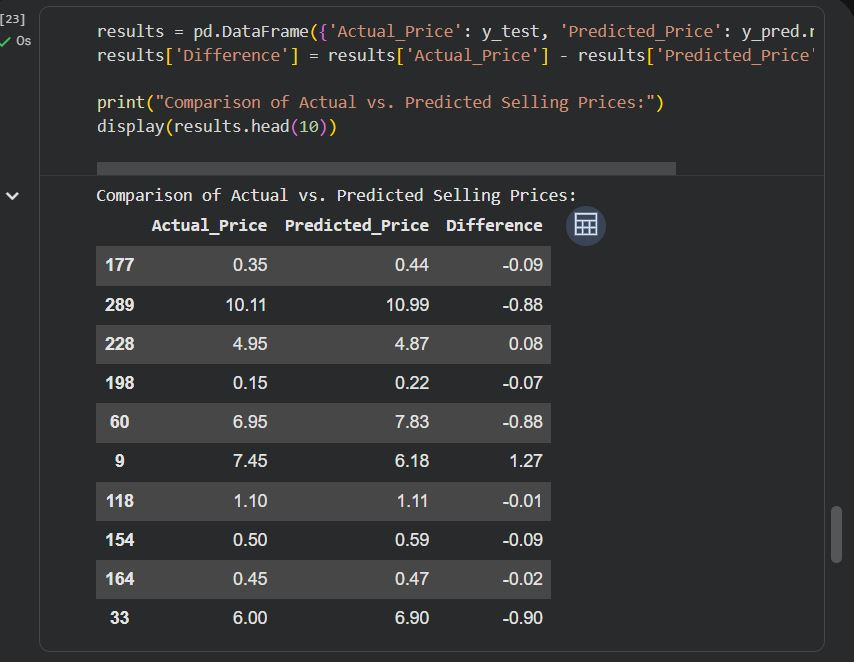 [23]
0s
results = pd.DataFrame({'Actual_Price': y_test, 'Predicted_Price': y_pred.r
results['Difference'] = results['Actual_Price'] - results['Predicted_Price'
print("Comparison of Actual vs. Predicted Selling Prices:")
display(results.head(10))
Comparison of Actual vs. Predicted Selling Prices:
Actual_Price Predicted_Price Difference
177 0.35 0.44 -0.09
289 10.11 10.99 -0.88
228 4.95 4.87 0.08
198 0.15 0.22 -0.07
60 6.95 7.83 -0.88
9 7.45 6.18 1.27
118 1.10 1.11 -0.01
154 0.50 0.59 -0.09
164 0.45 0.47 -0.02
33 6.00 6.90 -0.90